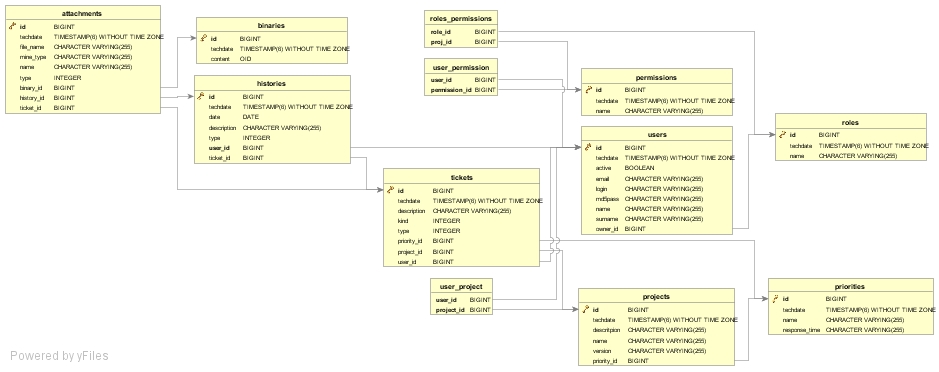 attachments
id BIGINT
techdate TIMESTAMP(6) WITHOUT TIME ZONE
file_name CHARACTER VARYING(255)
mine_type CHARACTER VARYING(255)
name CHARACTER VARYING(255)
type INTEGER
binary_id BIGINT
history_id BIGINT
ticket_id BIGINT
binaries
id BIGINT
techdate TIMESTAMP(6) WITHOUT TIME ZONE
content OID
histories
id BIGINT
techdate TIMESTAMP(6) WITHOUT TIME ZONE
date DATE
description CHARACTER VARYING(255)
type INTEGER
user_id BIGINT
ticket_id BIGINT
roles_permissions
role_id BIGINT
proj_id BIGINT
user_permission
user_id BIGINT
permission_id BIGINT
permissions
id BIGINT
techdate TIMESTAMP(6) WITHOUT TIME ZONE
name CHARACTER VARYING(255)
users
id BIGINT
techdate TIMESTAMP(6) WITHOUT TIME ZONE
active BOOLEAN
email CHARACTER VARYING(255)
login CHARACTER VARYING(255)
md5pass CHARACTER VARYING(255)
name CHARACTER VARYING(255)
surname CHARACTER VARYING(255)
owner_id BIGINT
roles
id BIGINT
techdate TIMESTAMP(6) WITHOUT TIME ZONE
name CHARACTER VARYING(255)
tickets
id BIGINT
techdate TIMESTAMP(6) WITHOUT TIME ZONE
description CHARACTER VARYING(255)
kind INTEGER
type INTEGER
priority_id BIGINT
project_id BIGINT
user_id BIGINT
user_project
user_id BIGINT
project_id BIGINT
projects
id BIGINT
techdate TIMESTAMP(6) WITHOUT TIME ZONE
description CHARACTER VARYING(255)
name CHARACTER VARYING(255)
version CHARACTER VARYING(255)
priority_id BIGINT
priorities
id BIGINT
techdate TIMESTAMP(6) WITHOUT TIME ZONE
name CHARACTER VARYING(255)
response_time CHARACTER VARYING(255)
Powered by yFiles